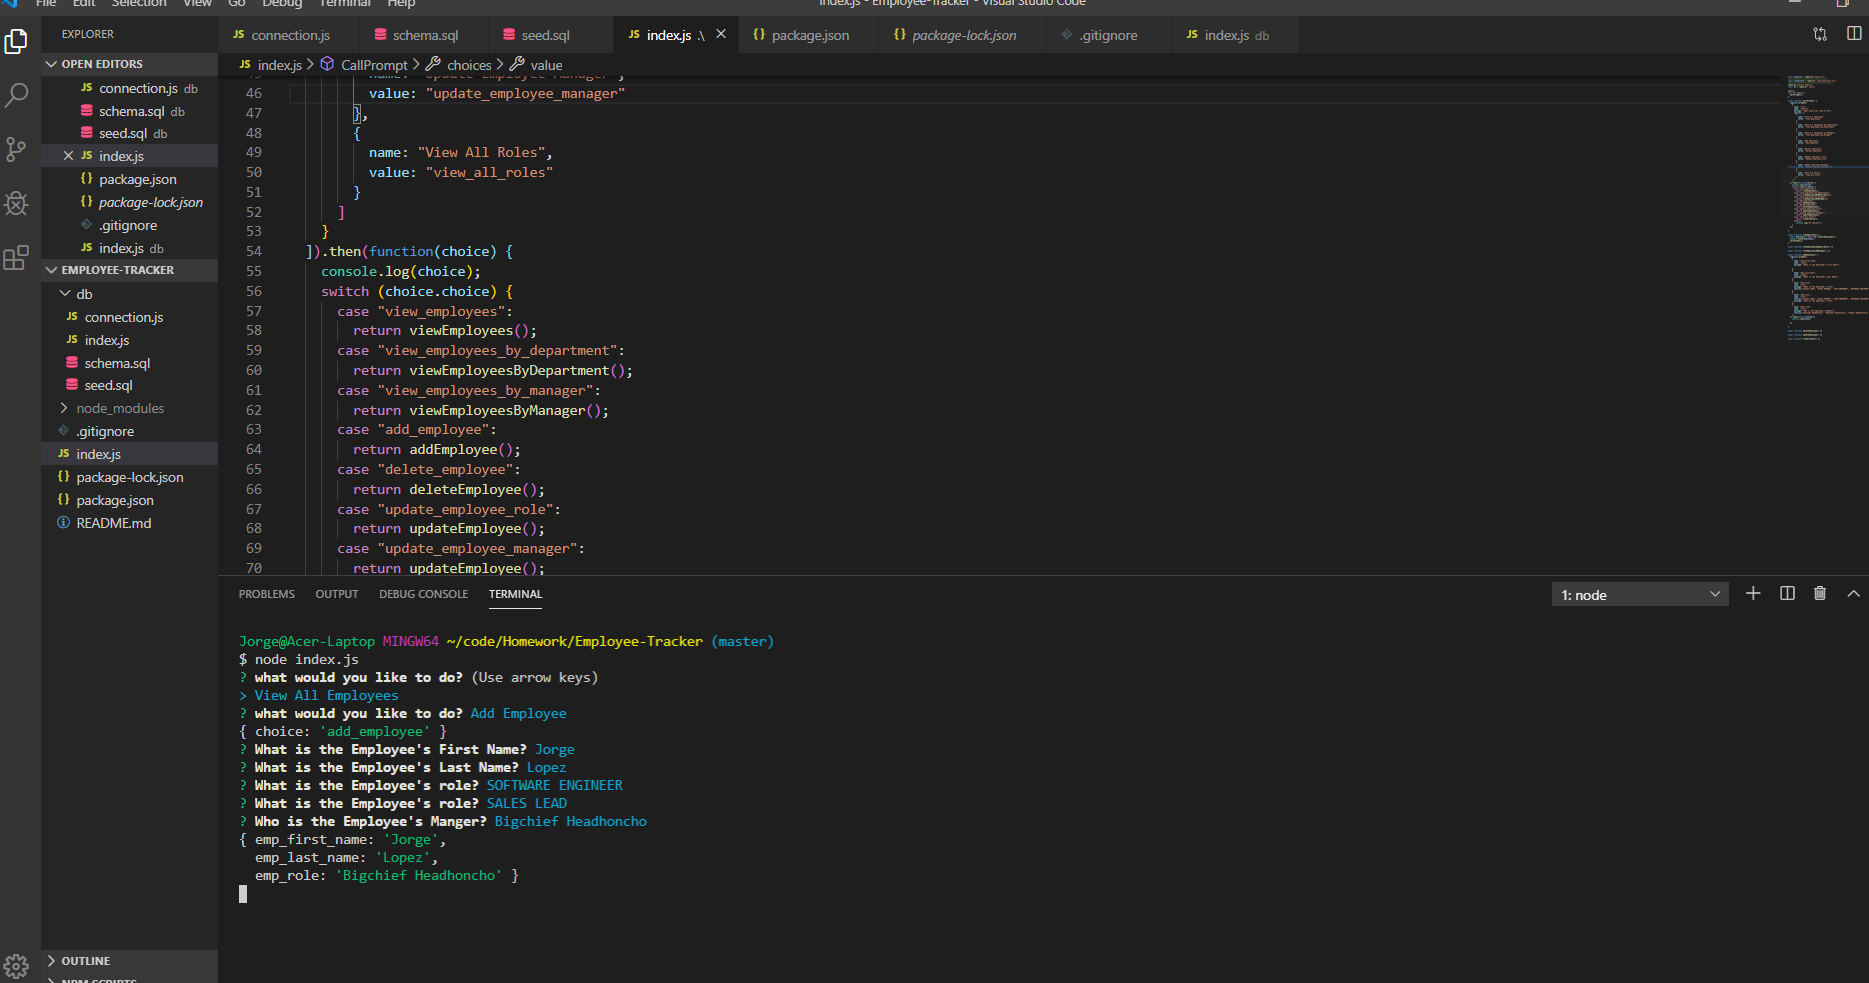 File Edit Selection View Go Debug Terminal Help
index.js - Employee-Tracker - Visual Studio Code
EXPLORER
OPEN EDITORS
connection.js db
schema.sql db
seed.sql db
index.js
package.json
package-lock.json
.gitignore
index.js db
EMPLOYEE-TRACKER
db
connection.js
index.js
schema.sql
seed.sql
node_modules
.gitignore
index.js
package-lock.json
package.json
README.md
OUTLINE
NPM SCRIPTS
connection.js schema.sql seed.sql index.js .\ package.json package-lock.json .gitignore index.js db
index.js > CallPrompt > choices > value
45 name: "Update Employee Manager",
46 value: "update_employee_manager"
47 },
48 {
49 name: "View All Roles",
50 value: "view_all_roles"
51 }
52 ]
53 }
54 ]).then(function(choice) {
55 console.log(choice);
56 switch (choice.choice) {
57 case "view_employees":
58 return viewEmployees();
59 case "view_employees_by_department":
60 return viewEmployeesByDepartment();
61 case "view_employees_by_manager":
62 return viewEmployeesByManager();
63 case "add_employee":
64 return addEmployee();
65 case "delete_employee":
66 return deleteEmployee();
67 case "update_employee_role":
68 return updateEmployee();
69 case "update_employee_manager":
70 return updateEmployee();
PROBLEMS OUTPUT DEBUG CONSOLE TERMINAL
1: node
Jorge@Acer-Laptop MINGW64 ~/code/Homework/Employee-Tracker (master)
$ node index.js
? what would you like to do? (Use arrow keys)
> View All Employees
? what would you like to do? Add Employee
{ choice: 'add_employee' }
? What is the Employee's First Name? Jorge
? What is the Employee's Last Name? Lopez
? What is the Employee's role? SOFTWARE ENGINEER
? What is the Employee's role? SALES LEAD
? Who is the Employee's Manger? Bigchief Headhoncho
{ emp_first_name: 'Jorge',
emp_last_name: 'Lopez',
emp_role: 'Bigchief Headhoncho' }